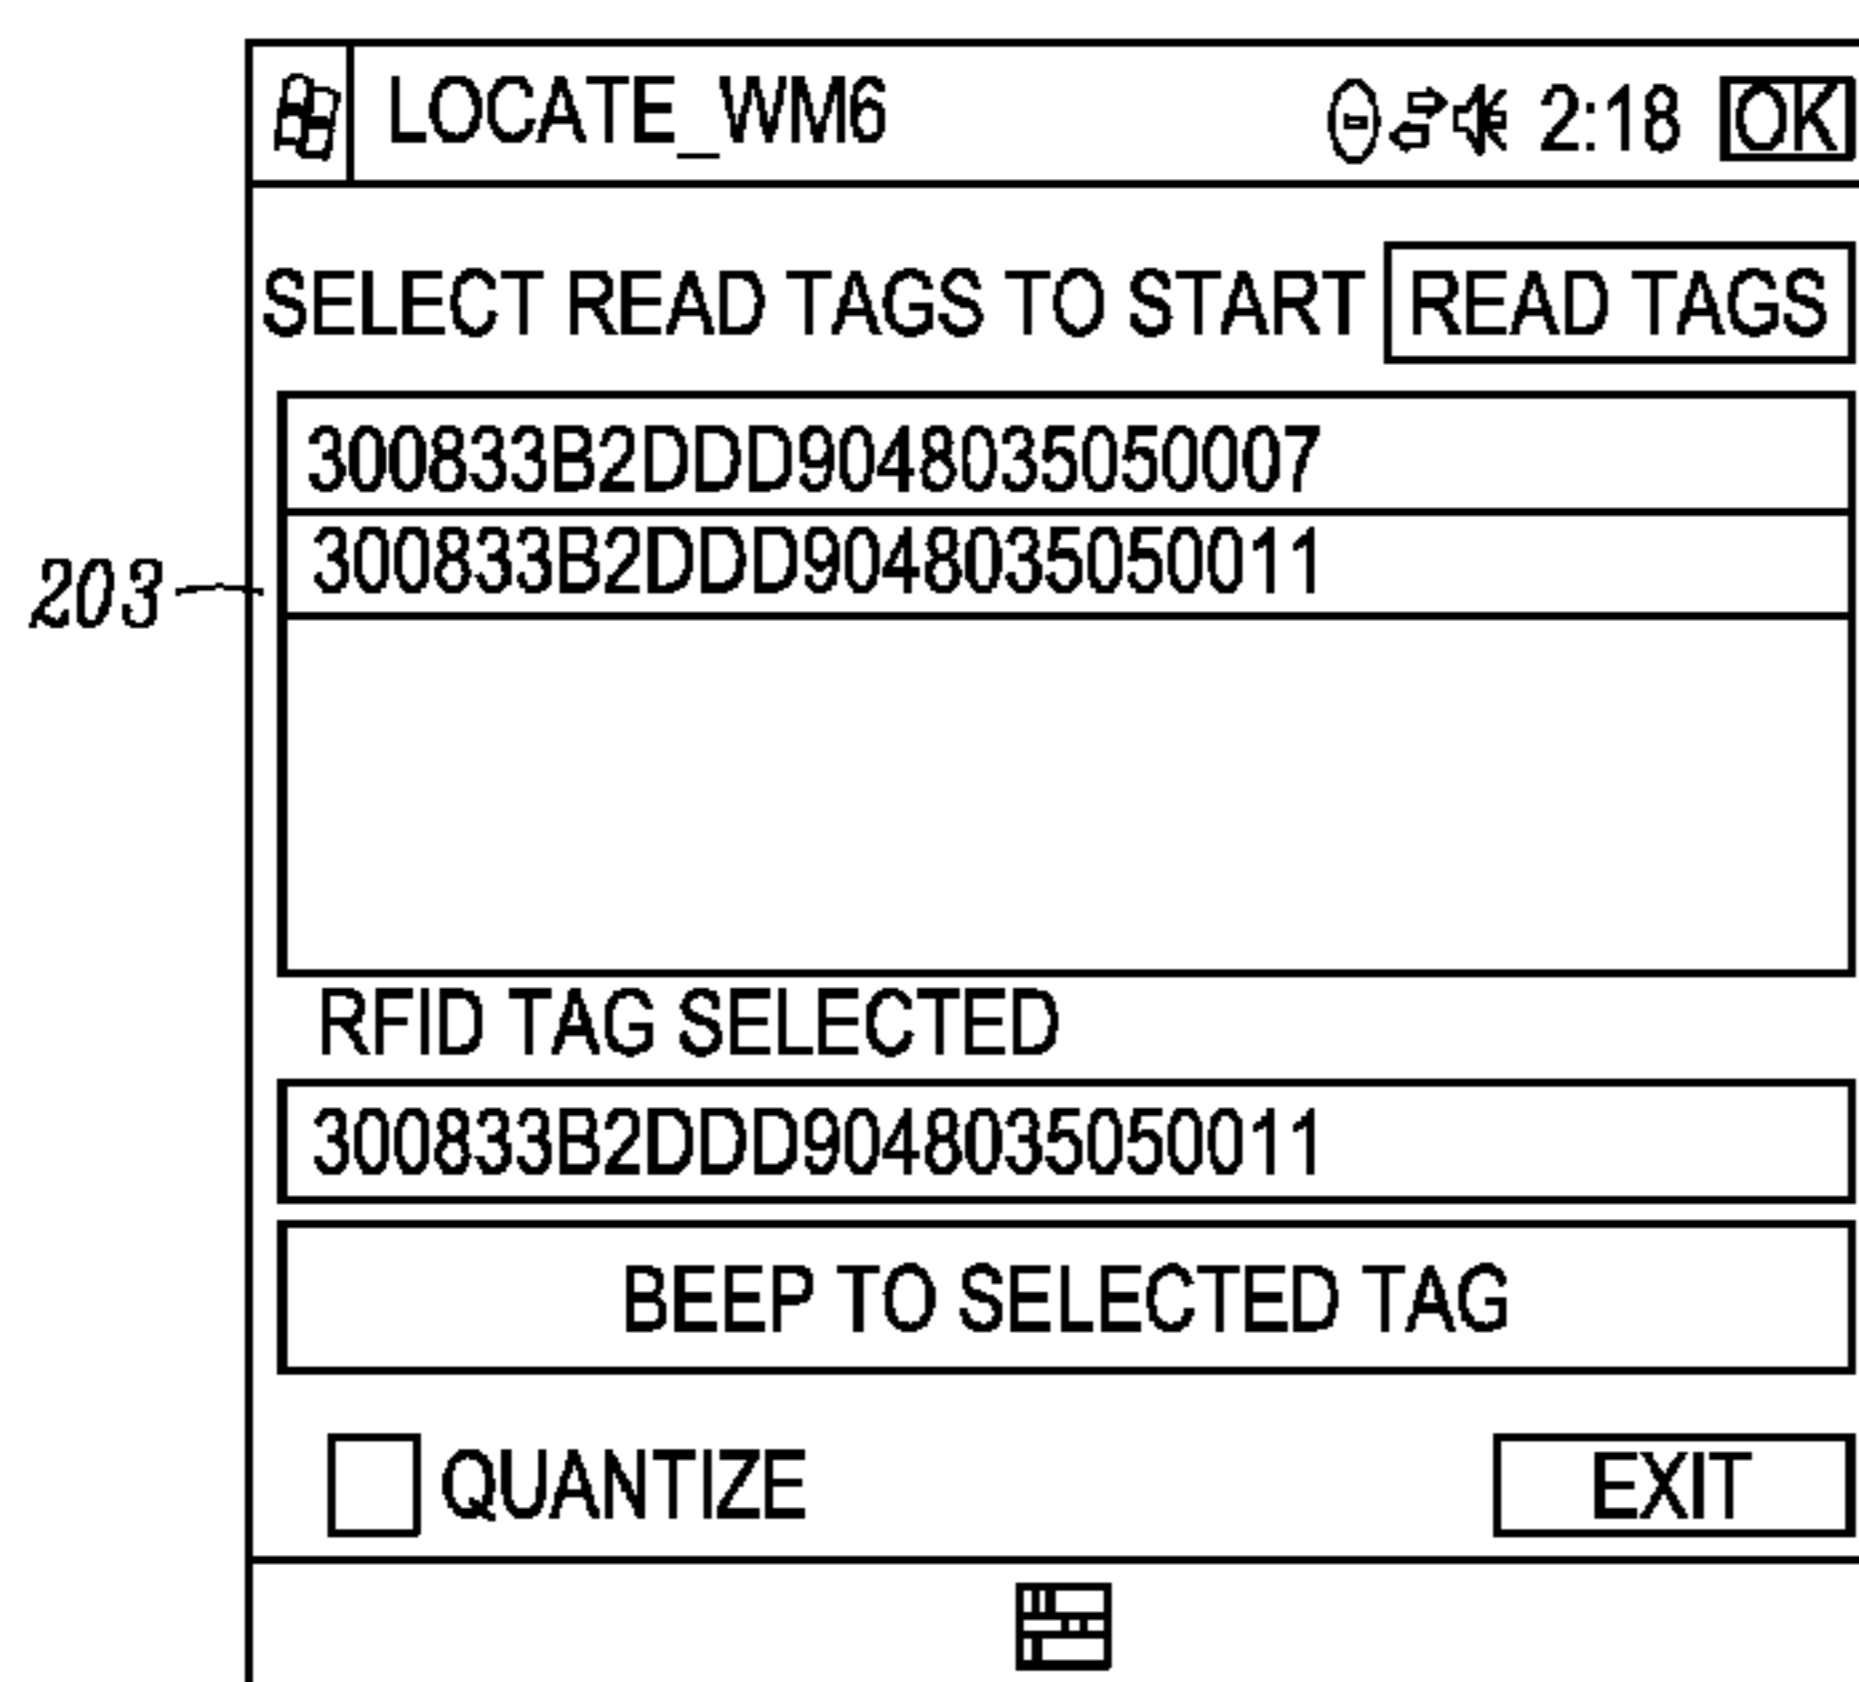 LOCATE_WM6 2:18 OK
SELECT READ TAGS TO START READ TAGS
300833B2DDD9048035050007
300833B2DDD9048035050011
203
RFID TAG SELECTED
300833B2DDD9048035050011
BEEP TO SELECTED TAG
QUANTIZE EXIT